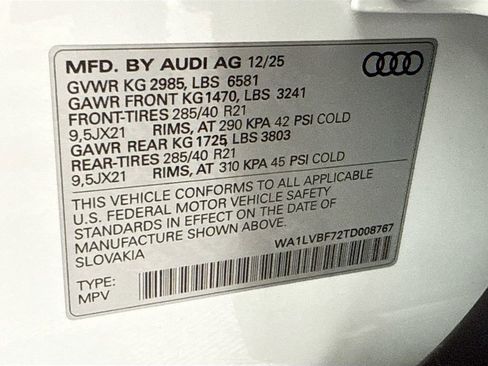 MFD. BY AUDI AG 12/25
GVWR KG 2985, LBS 6581
GAWR FRONT KG1470, LBS 3241
FRONT-TIRES 285/40 R21
9,5JX21 RIMS, AT 290 KPA 42 PSI COLD
GAWR REAR KG 1725, LBS 3803
REAR-TIRES 285/40 R21
9,5JX21 RIMS, AT 310 KPA 45 PSI COLD
THIS VEHICLE CONFORMS TO ALL APPLICABLE
U.S. FEDERAL MOTOR VEHICLE SAFETY
STANDARDS IN EFFECT ON THE DATE OF
MANUFACTURE SHOWN ABOVE.
SLOVAKIA
WA1LVBF72TD008767
TYPE:
MPV